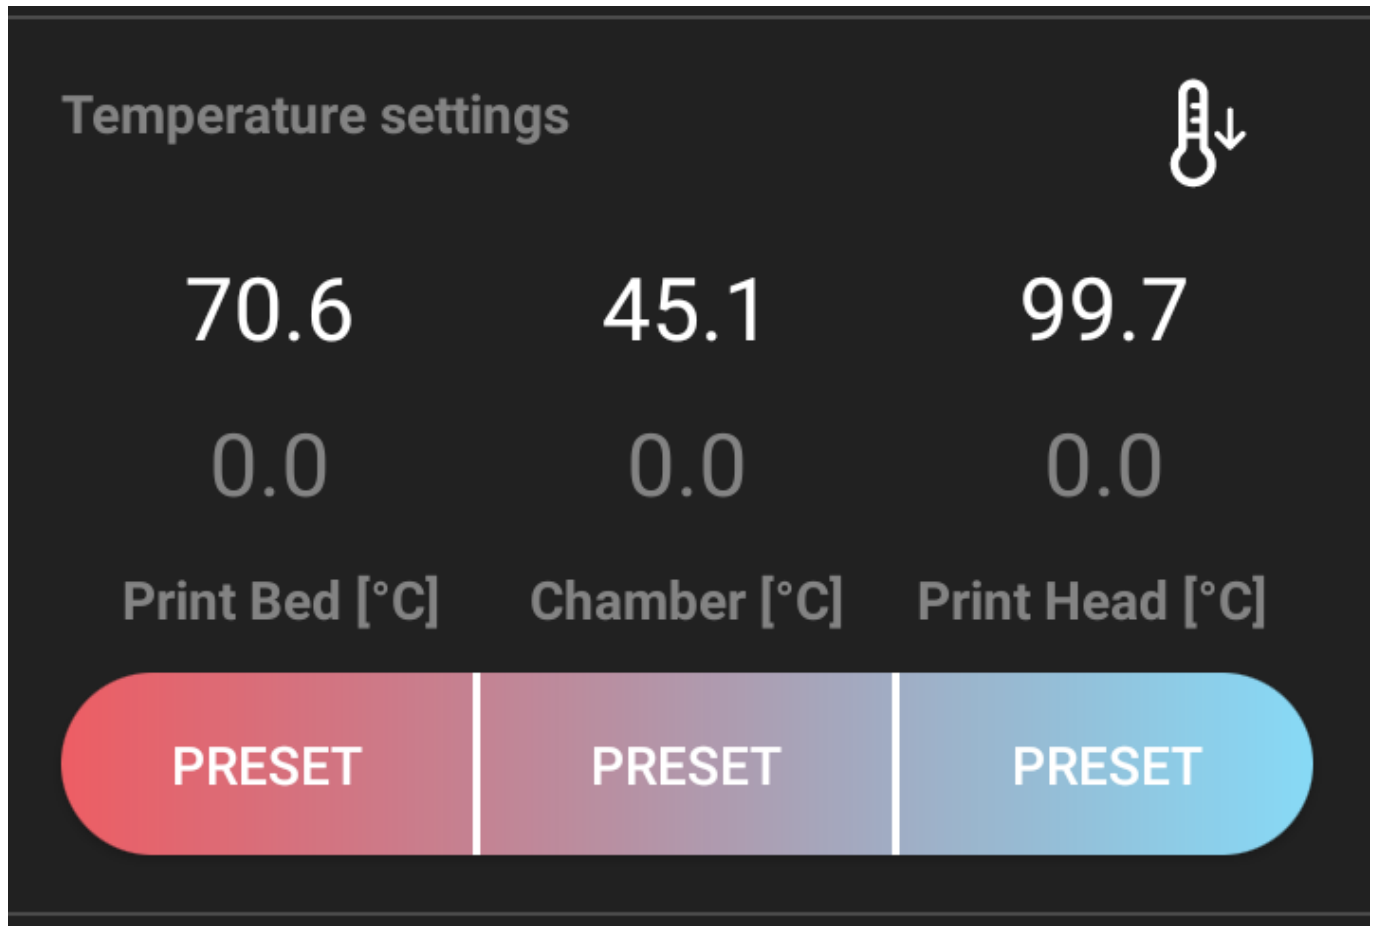 Temperature settings
70.6 45.1 99.7
0.0 0.0 0.0
Print Bed [°C] Chamber [°C] Print Head [°C]
PRESET PRESET PRESET